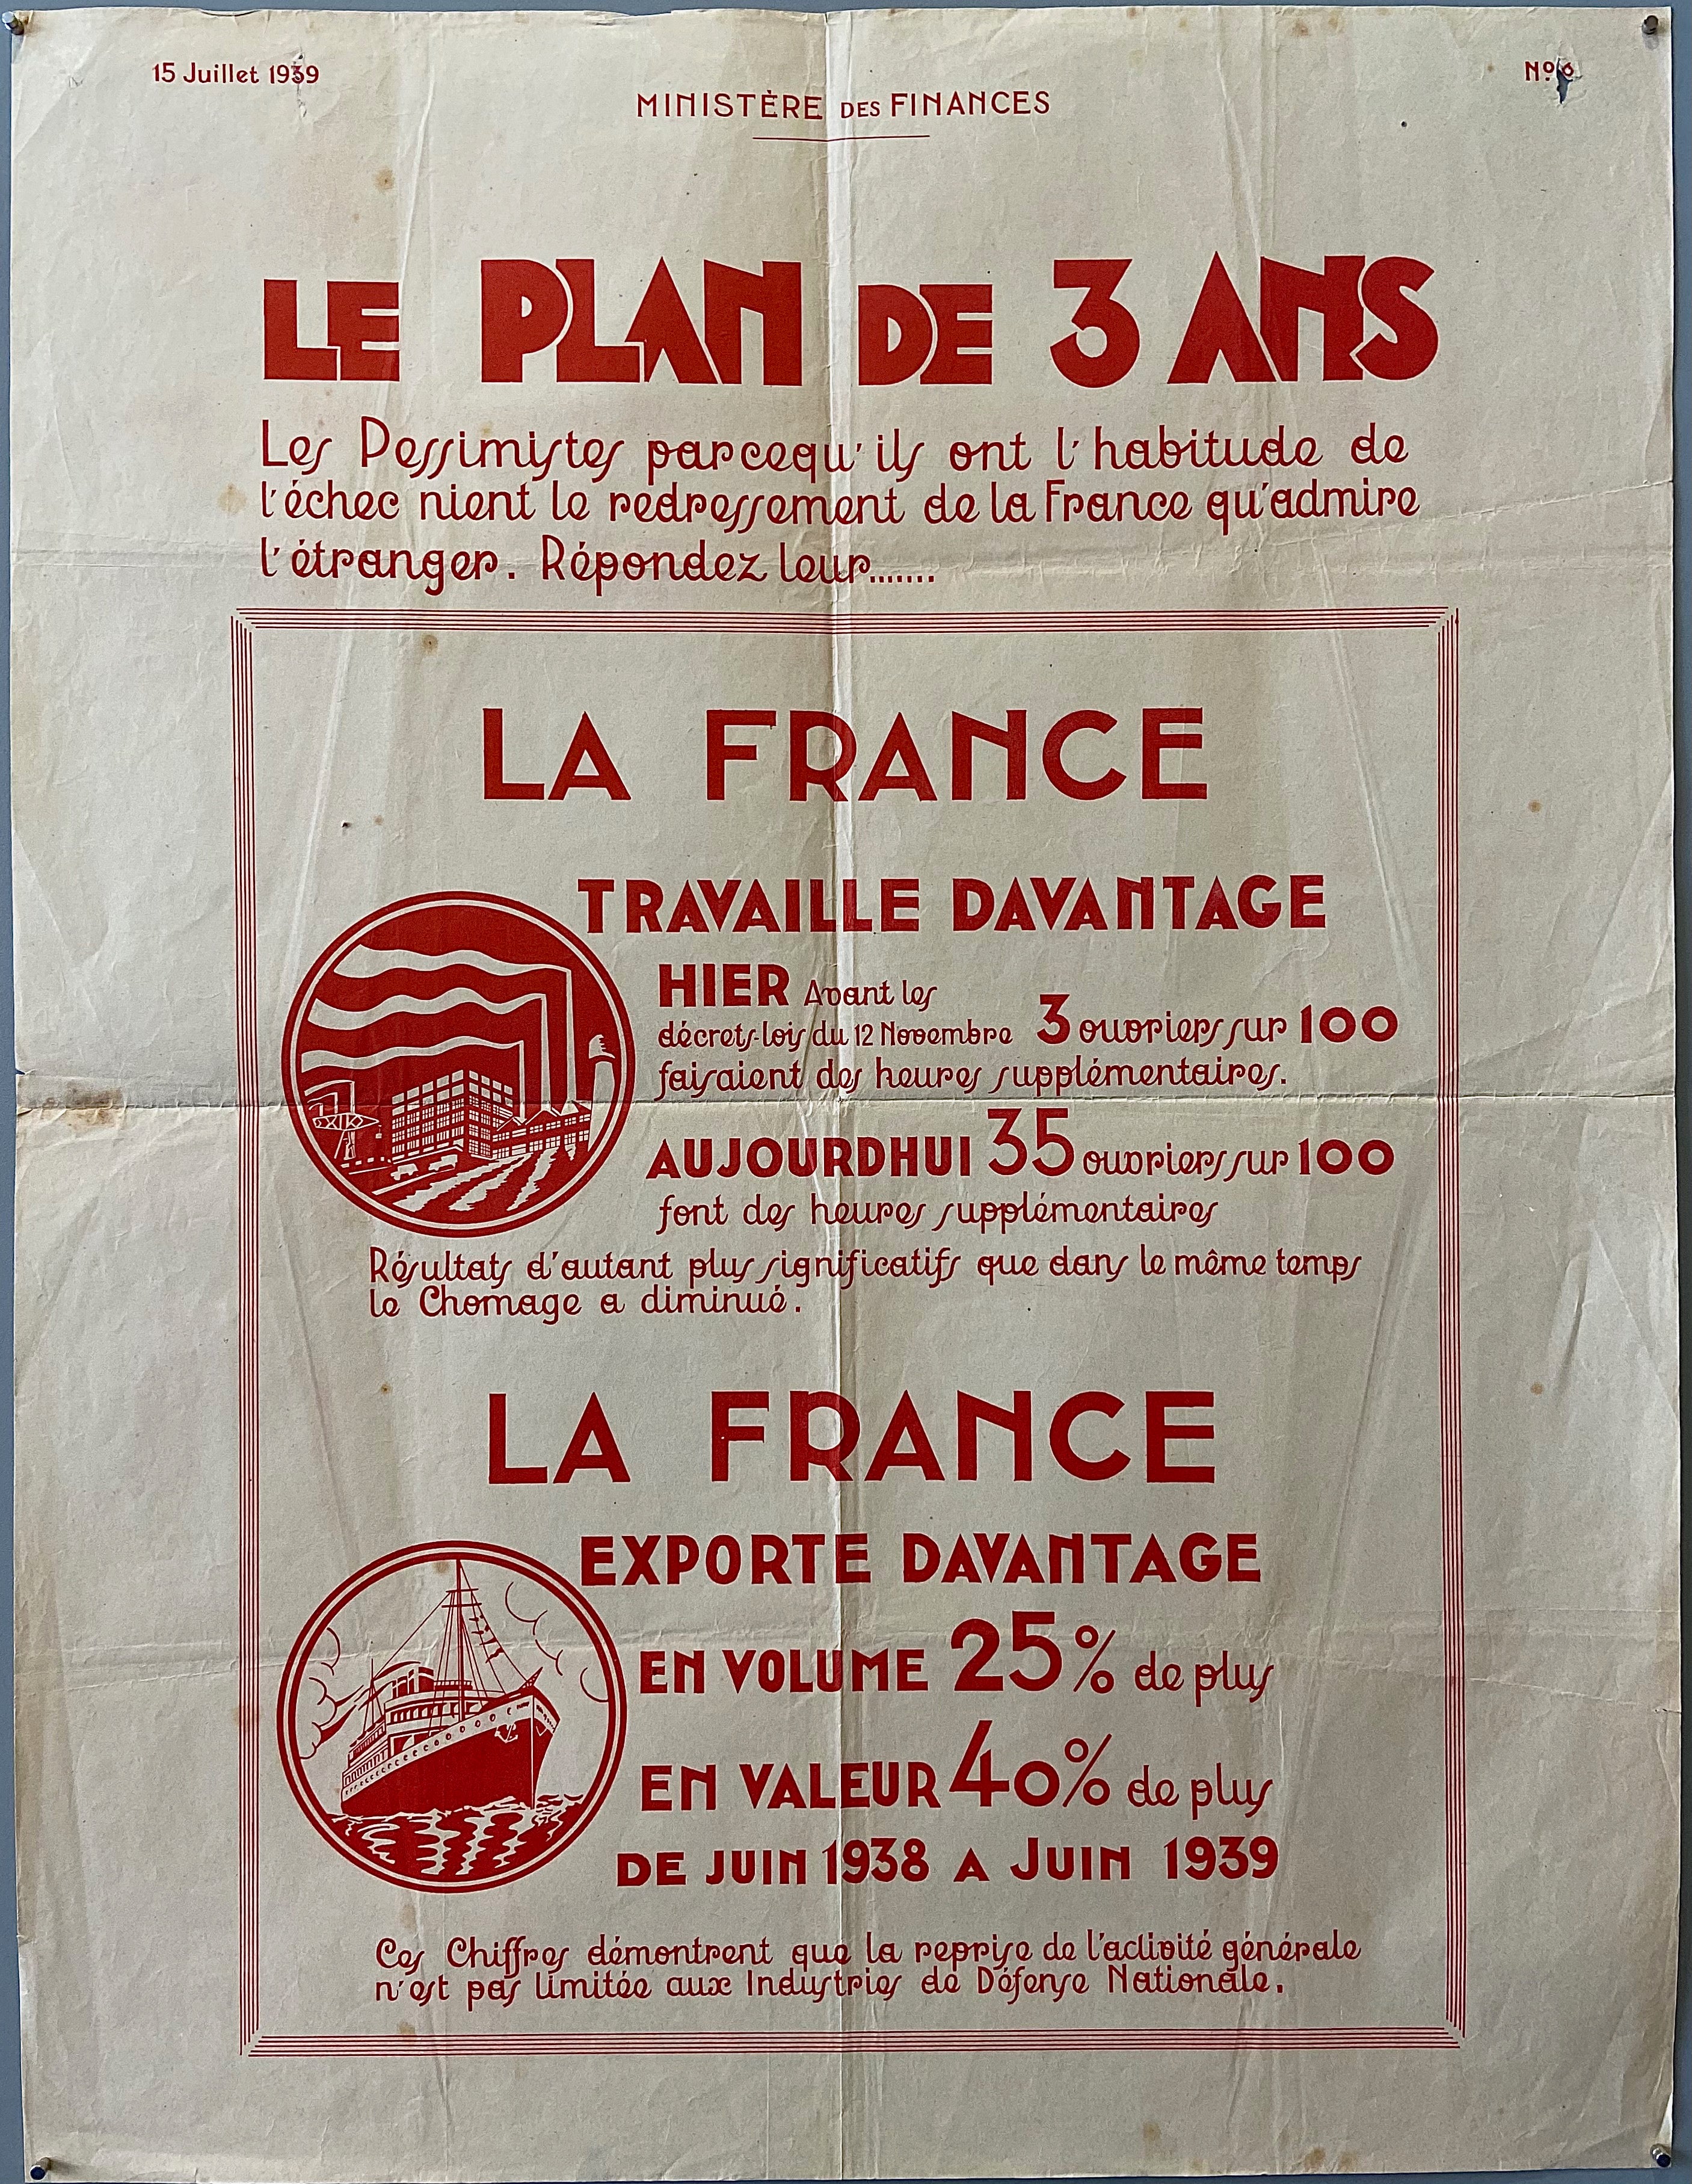 15 Juillet 1939
No. 6
MINISTÈRE DES FINANCES
LE PLAN DE 3 ANS
Les Pessimistes parcequ'ils ont l'habitude de
l'échec nient le redressement de la France qu'admire
l'étranger. Répondez leur.......
LA FRANCE
TRAVAILLE DAVANTAGE
HIER Avant les
décrets-lois du 12 Novembre 3 ouvriers sur 100
faisaient des heures supplémentaires.
AUJOURDHUI 35 ouvriers sur 100
font des heures supplémentaires
Résultats d'autant plus significatifs que dans le même temps
le Chomage a diminué.
LA FRANCE
EXPORTE DAVANTAGE
EN VOLUME 25% de plus
EN VALEUR 40% de plus
DE JUIN 1938 A JUIN 1939
Ces Chiffres démontrent que la reprise de l'activité générale
n'est pas limitée aux Industries de Défense Nationale.